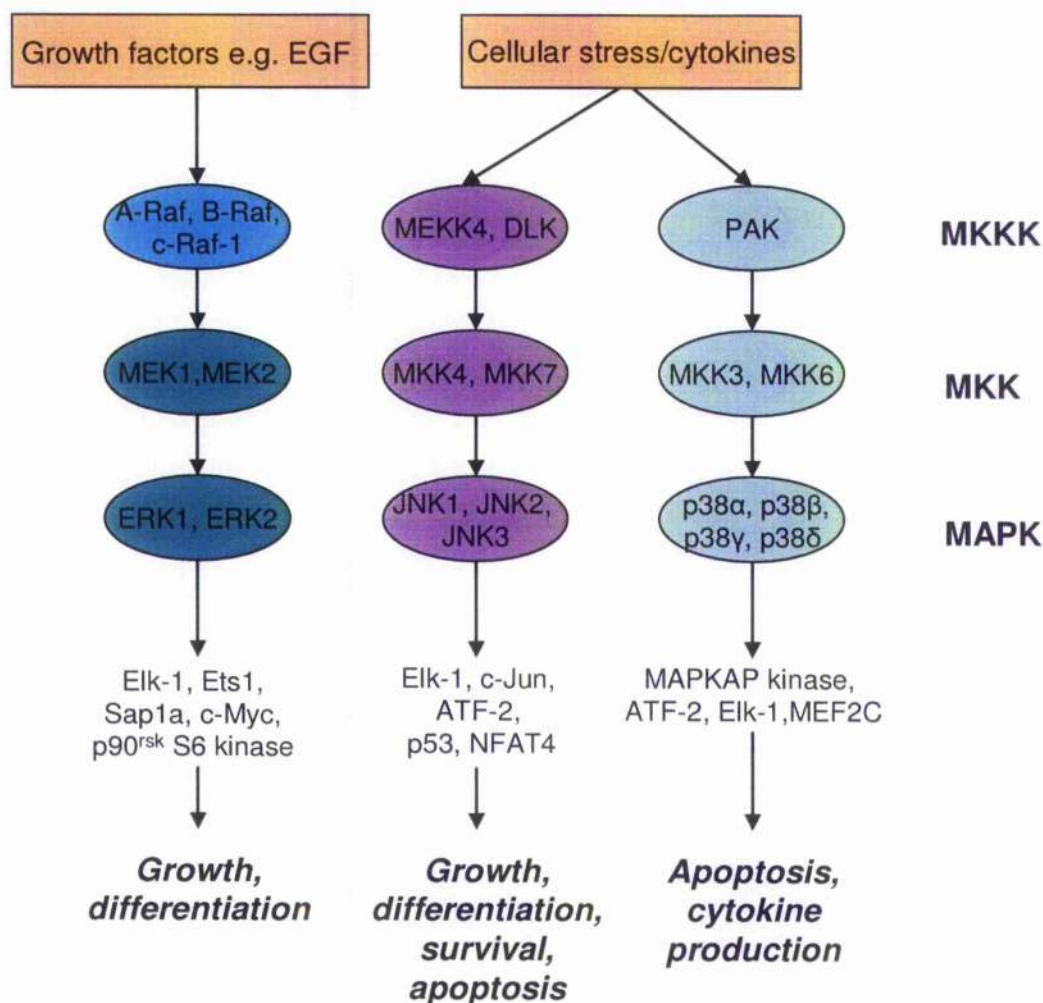 Growth factors e.g. EGF
Cellular stress/cytokines
A-Raf, B-Raf,
c-Raf-1
MEKK4, DLK
PAK
MKKK
MEK1,MEK2
MKK4, MKK7
MKK3, MKK6
MKK
ERK1, ERK2
JNK1, JNK2,
JNK3
p38α, p38β,
p38γ, p38δ
MAPK
Elk-1, Ets1,
Sap1a, c-Myc,
p90rsk S6 kinase
Elk-1, c-Jun,
ATF-2,
p53, NFAT4
MAPKAP kinase,
ATF-2, Elk-1,MEF2C
Growth,
differentiation
Growth,
differentiation,
survival,
apoptosis
Apoptosis,
cytokine
production